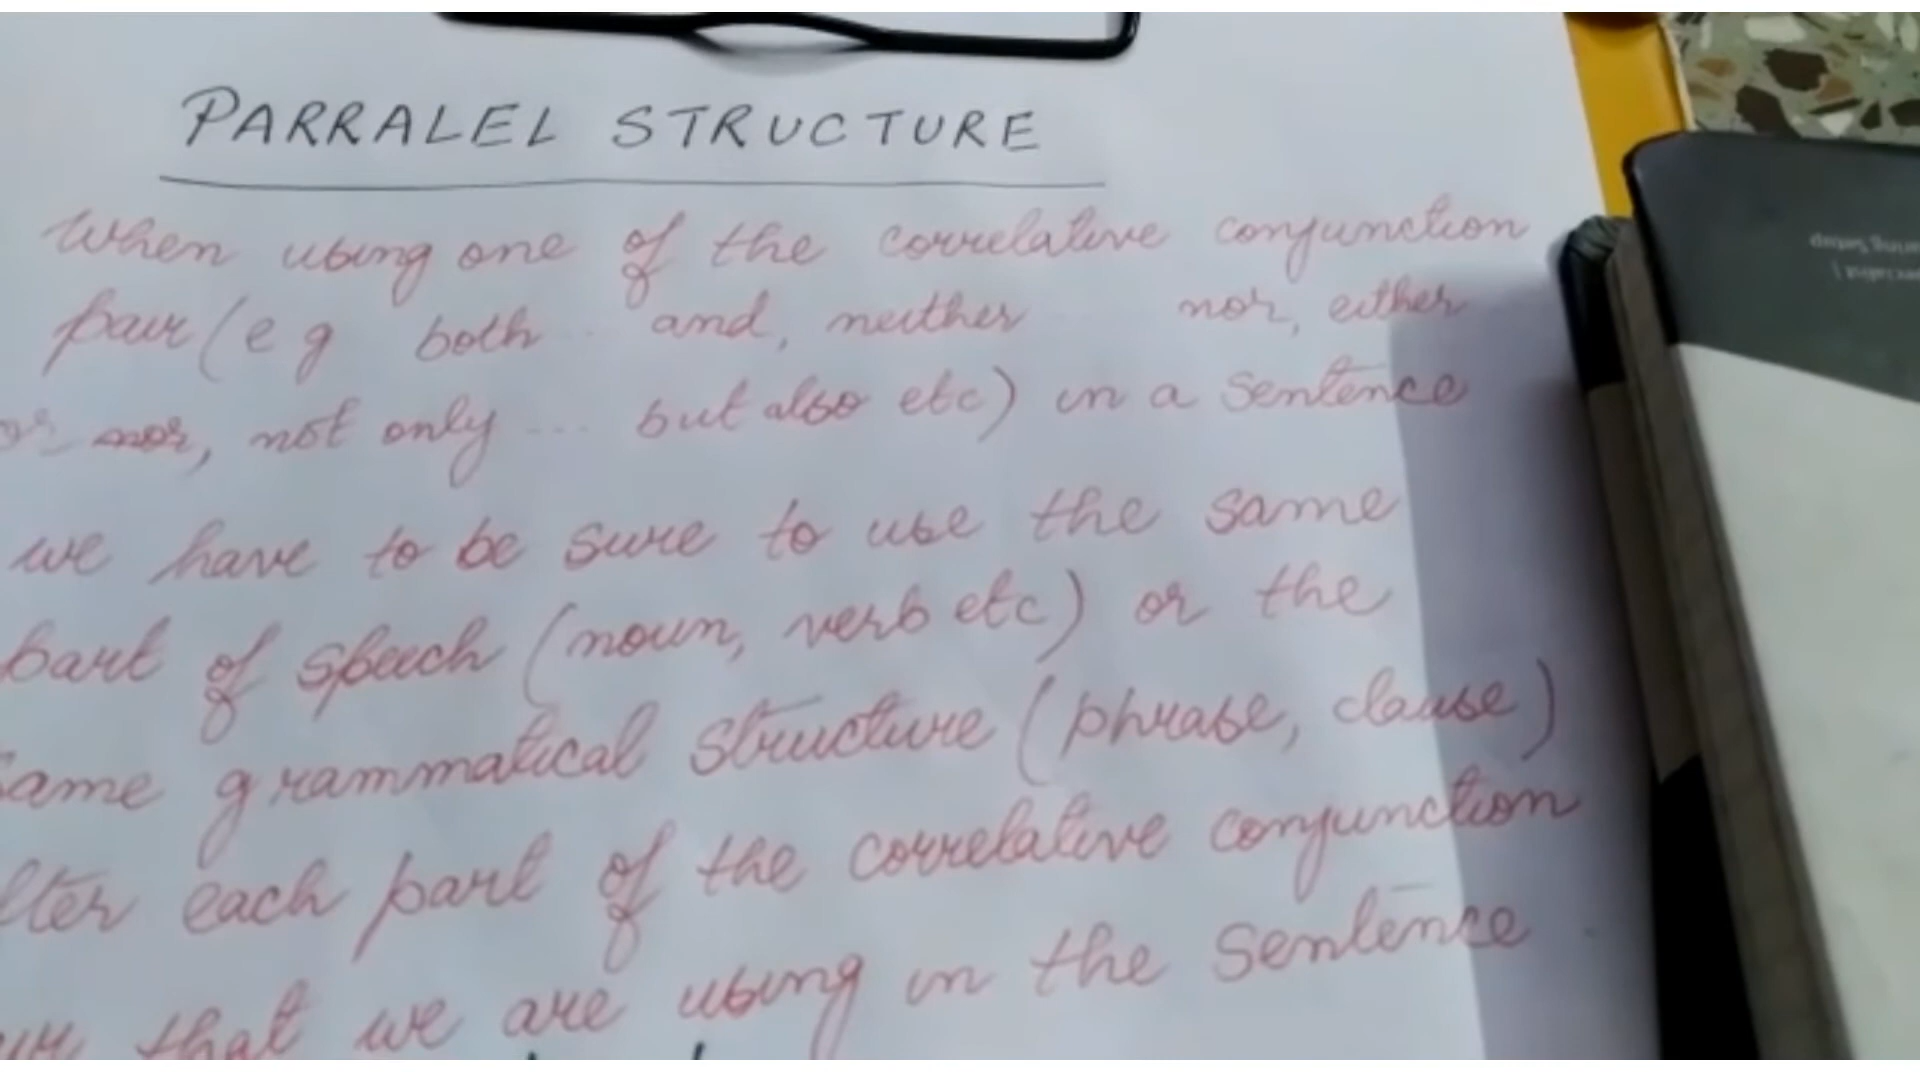 PARRALEL STRUCTURE
When using one of the correlative conjunction
pair (e g both .. and, neither nor, either
or nor, not only ... but also etc) in a sentence
we have to be sure to use the same
part of speech (noun, verb etc) or the
same grammatical structure (phrase, clause)
after each part of the correlative conjunction
that we are using in the sentence